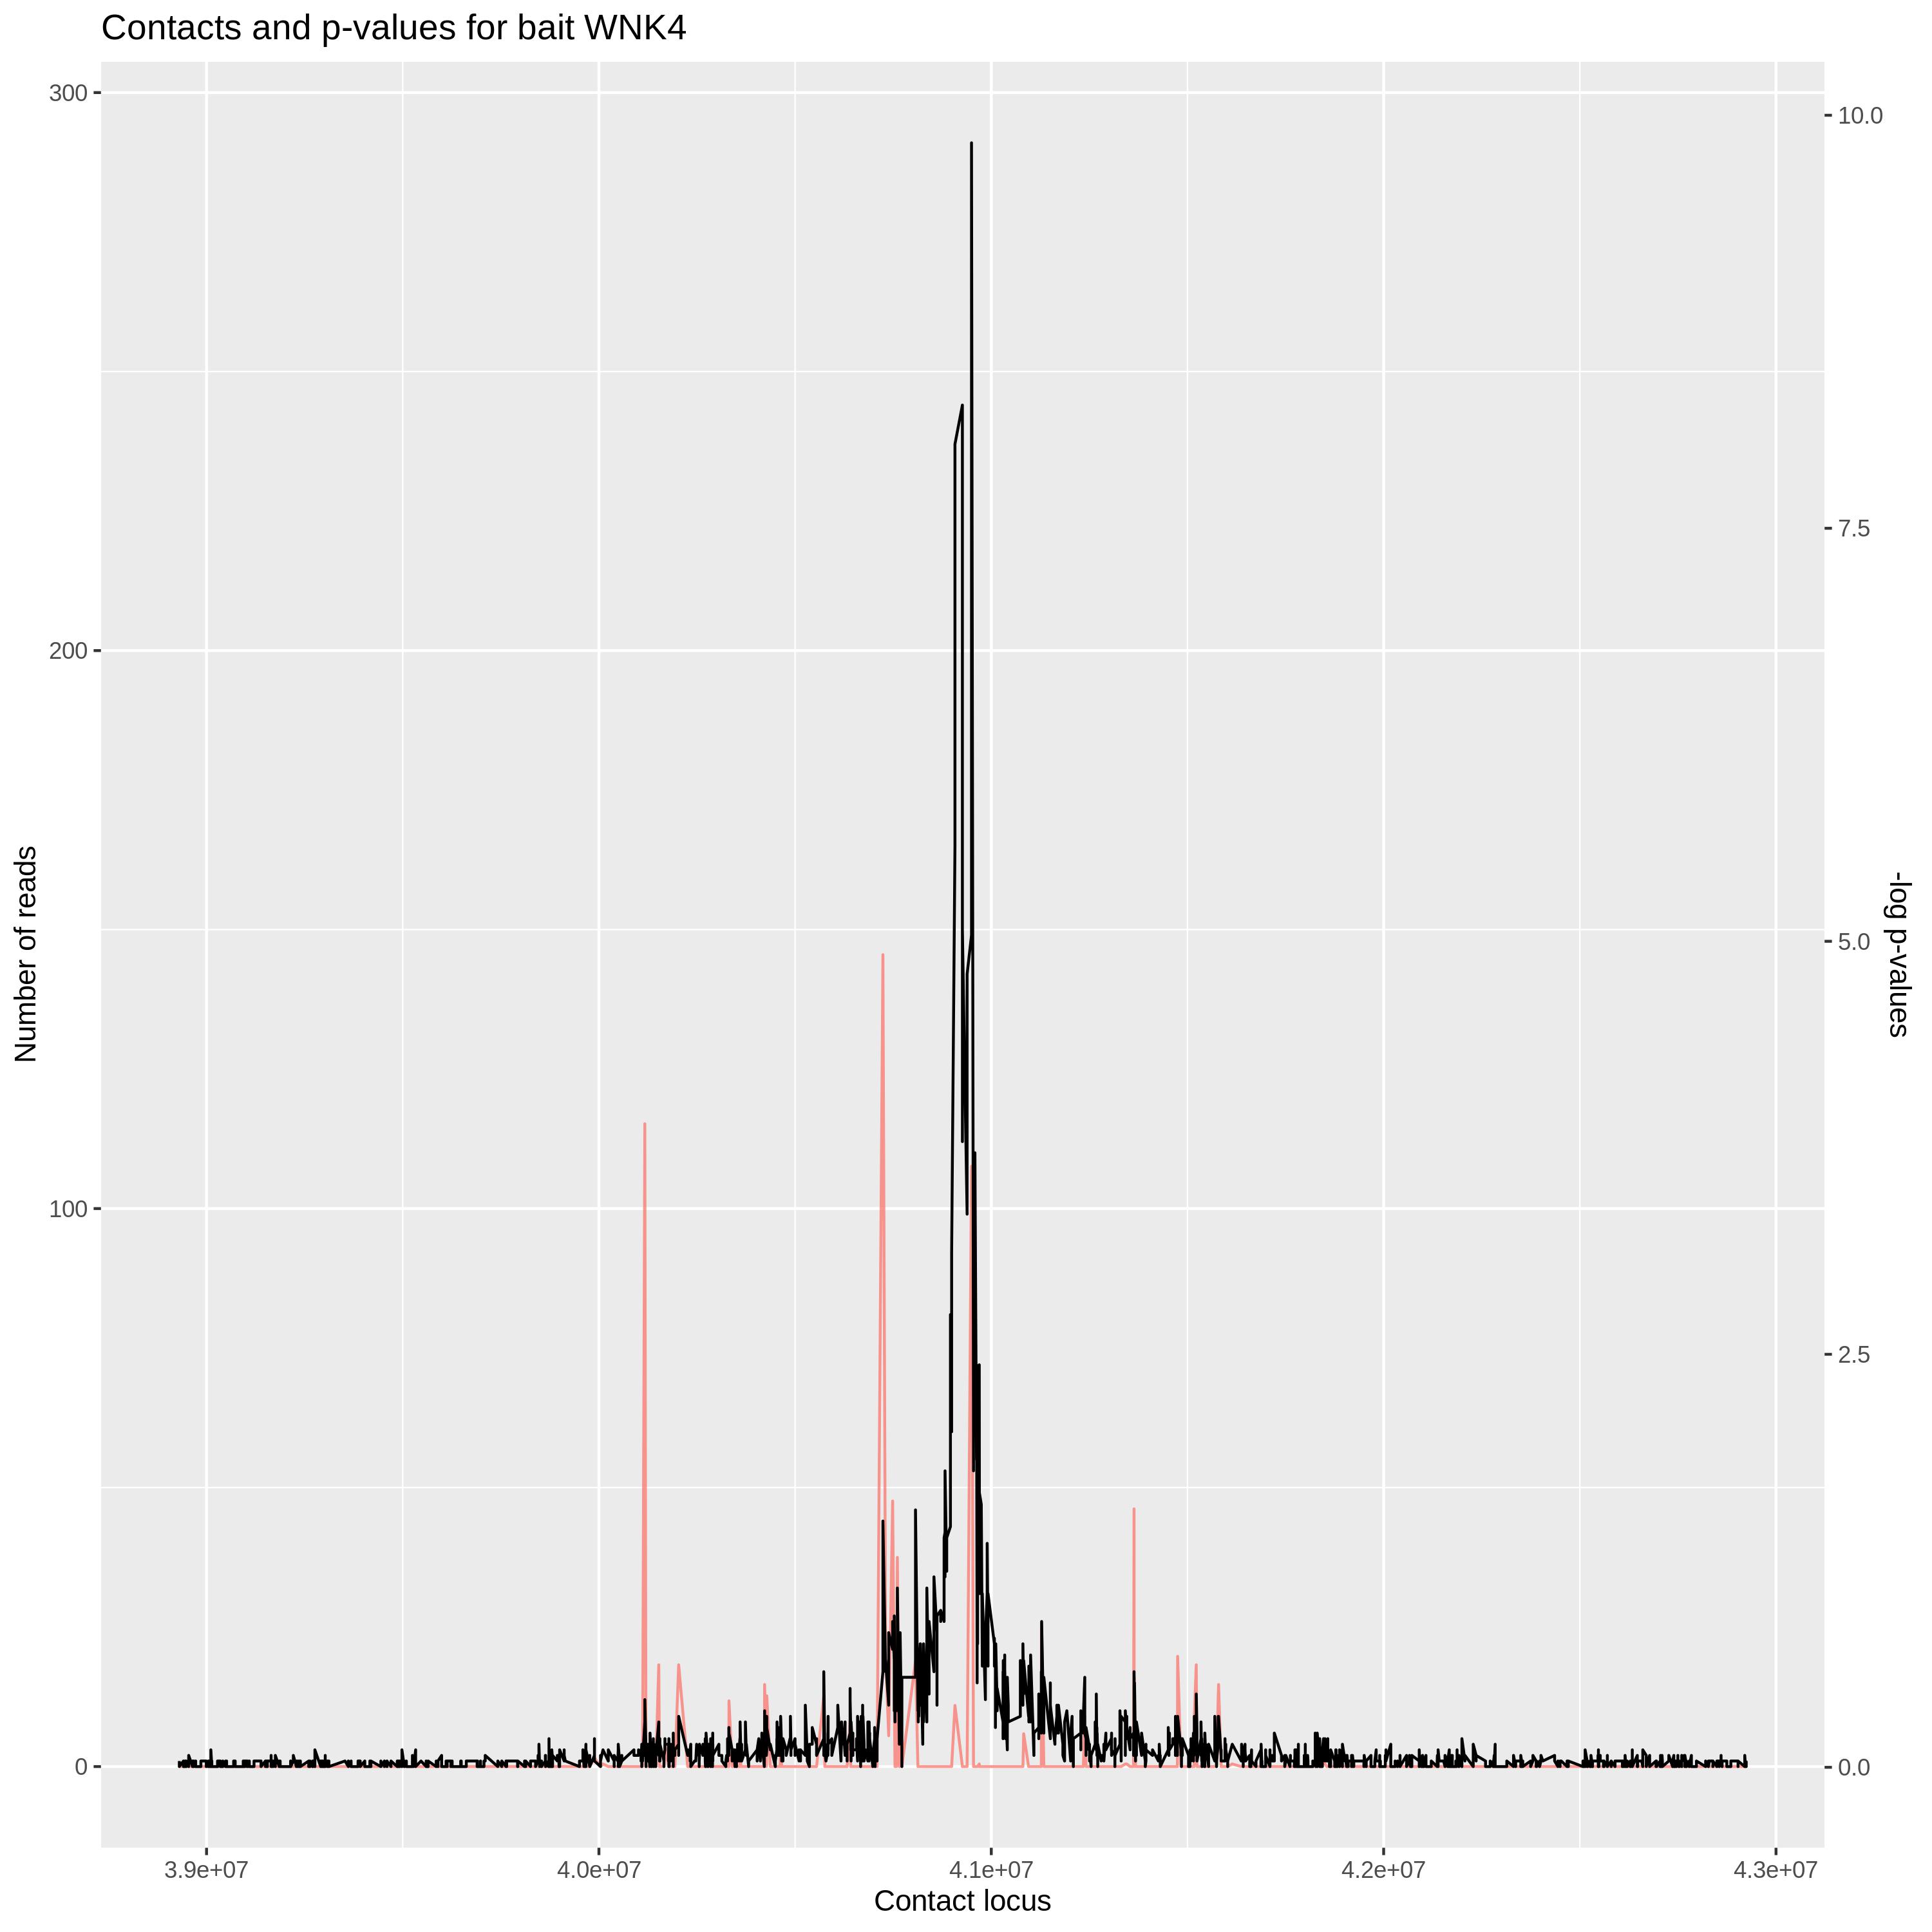 Contacts and p-values for bait WNK4
300
200
100
0
Number of reads
10.0
7.5
5.0
2.5
0.0
-log p-values
3.9e+07
4.0e+07
4.1e+07
4.2e+07
4.3e+07
Contact locus